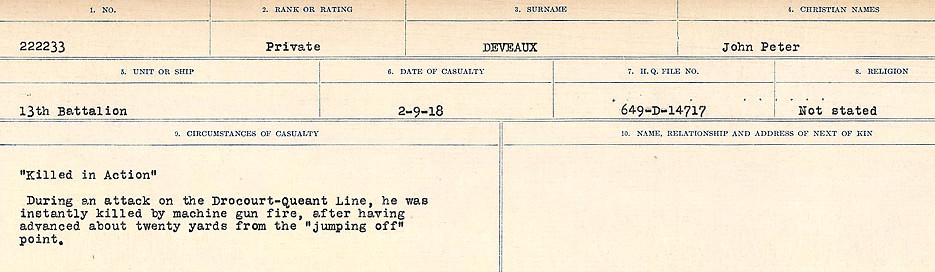 1. NO. 2. RANK OR RATING 3. SURNAME 4. CHRISTIAN NAMES
222233 Private DEVEAUX John Peter
5. UNIT OR SHIP 6. DATE OF CASUALTY 7. H. Q. FILE NO. 8. RELIGION
13th Battalion 2-9-18 649-D-14717 Not stated
9. CIRCUMSTANCES OF CASUALTY 10. NAME, RELATIONSHIP AND ADDRESS OF NEXT OF KIN
"Killed in Action"
During an attack on the Drocourt-Queant Line, he was
instantly killed by machine gun fire, after having
advanced about twenty yards from the "jumping off"
point.